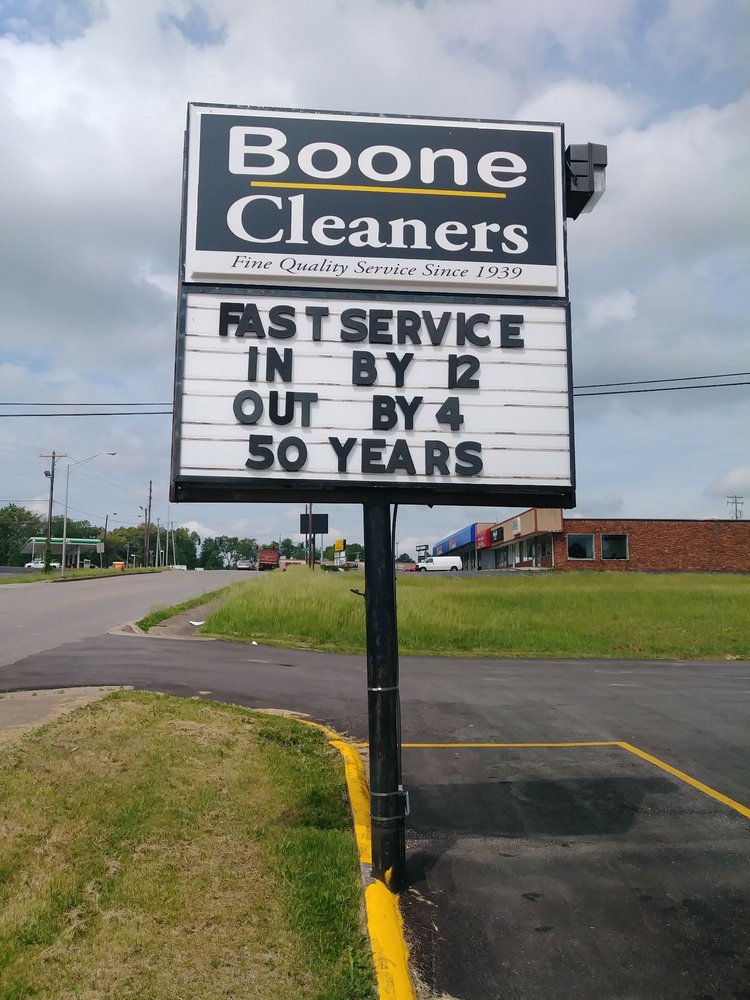 Boone
Cleaners
Fine Quality Service Since 1939
FAST SERVICE
IN BY 12
OUT BY 4
50 YEARS